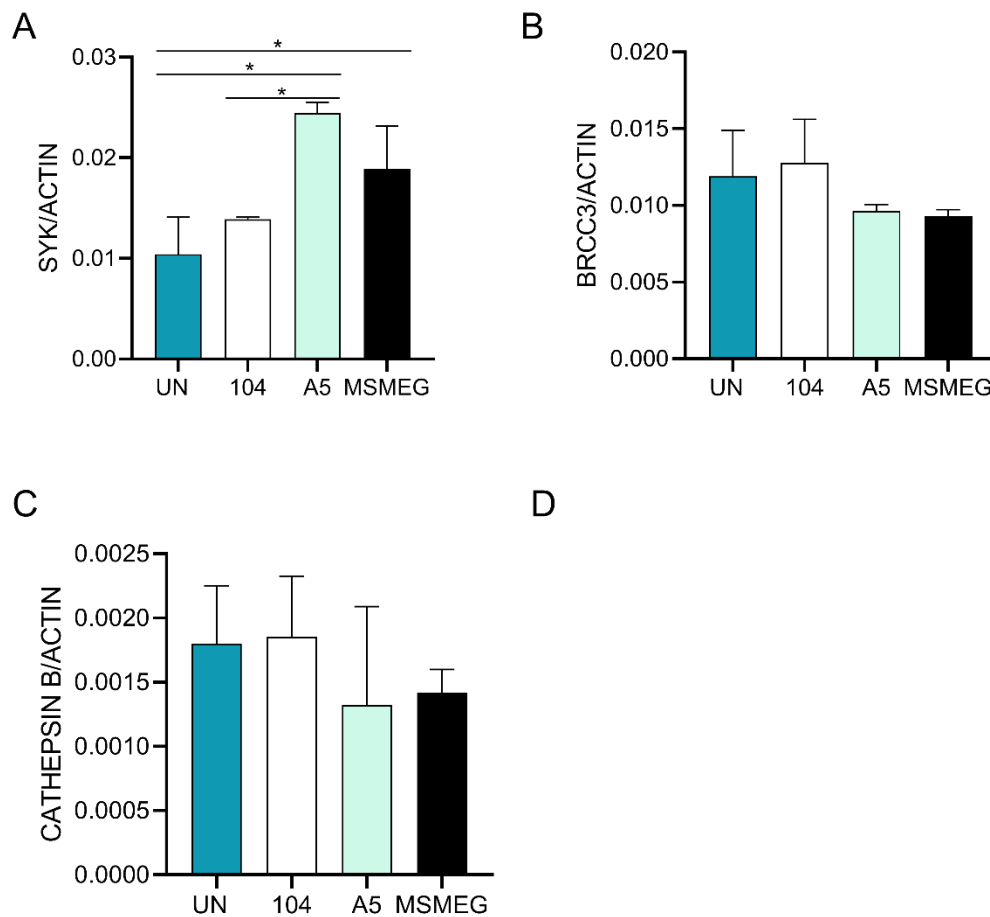 A
SYK/ACTIN
0.03
0.02
0.01
0.00
*
*
*
UN 104 A5 MSMEG
B
BRCC3/ACTIN
0.020
0.015
0.010
0.005
0.000
UN 104 A5 MSMEG
C
CATHEPSIN B/ACTIN
0.0025
0.0020
0.0015
0.0010
0.0005
0.0000
UN 104 A5 MSMEG
D